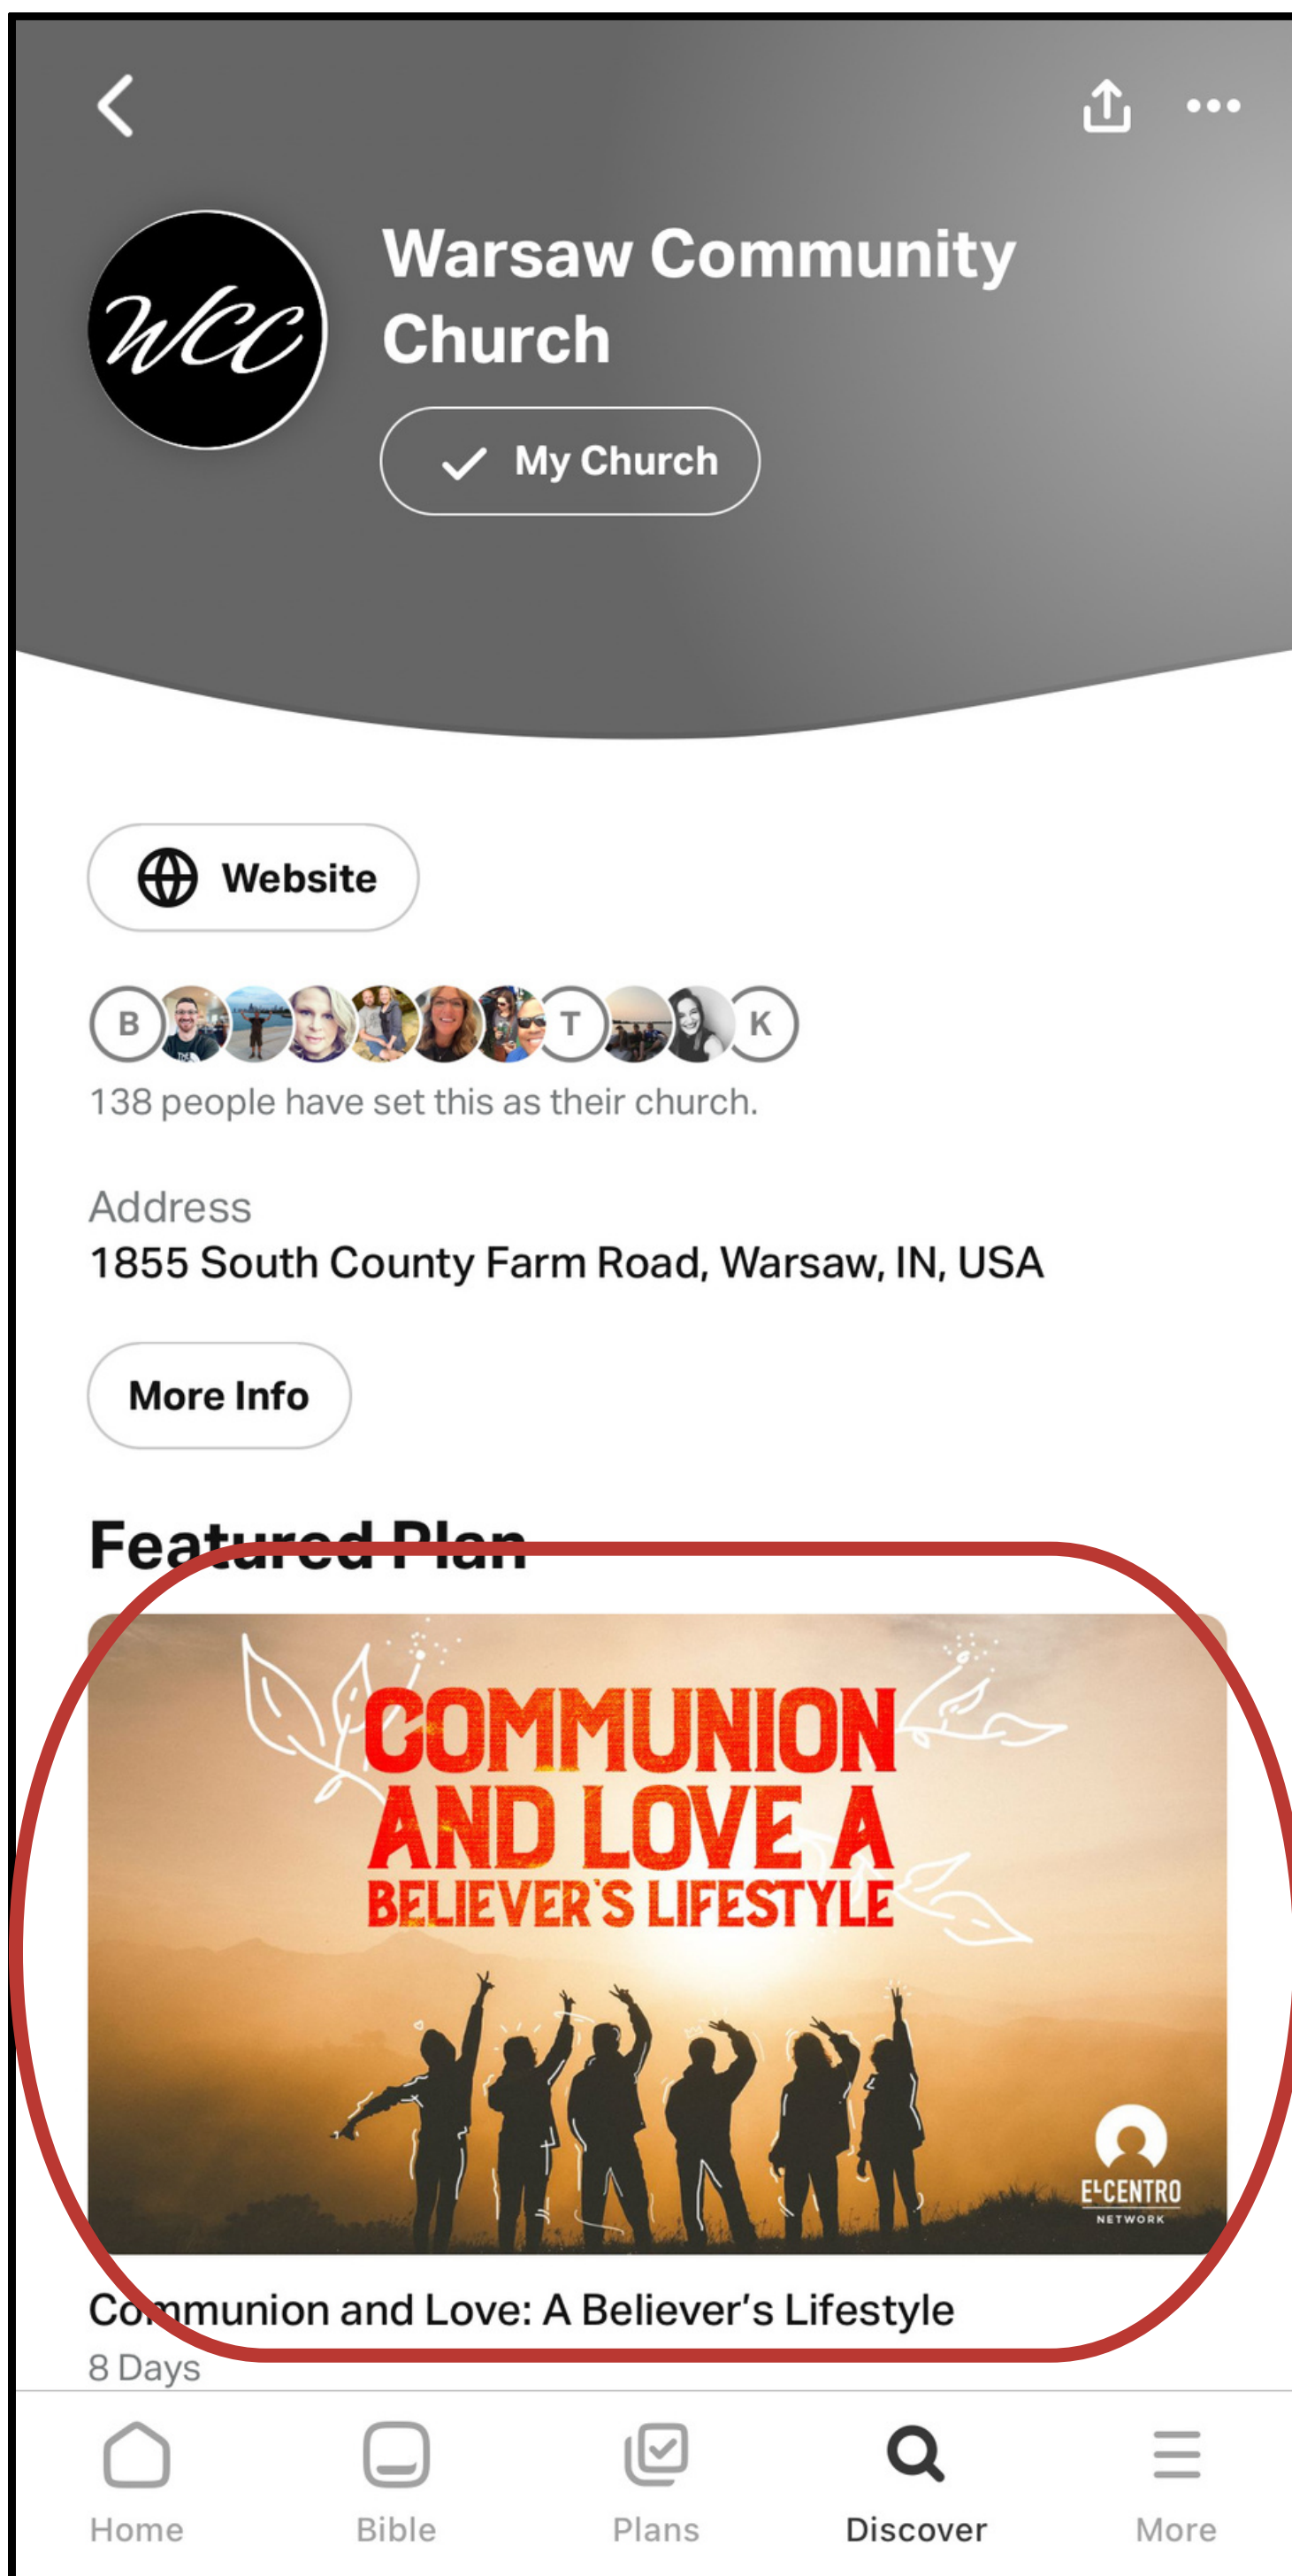 WCC
Warsaw Community
Church
My Church
Website
B T K
138 people have set this as their church.
Address
1855 South County Farm Road, Warsaw, IN, USA
More Info
Featured Plan
COMMUNION
AND LOVE A
BELIEVER'S LIFESTYLE
ELCENTRO
NETWORK
Communion and Love: A Believer’s Lifestyle
8 Days
Home Bible Plans Discover More